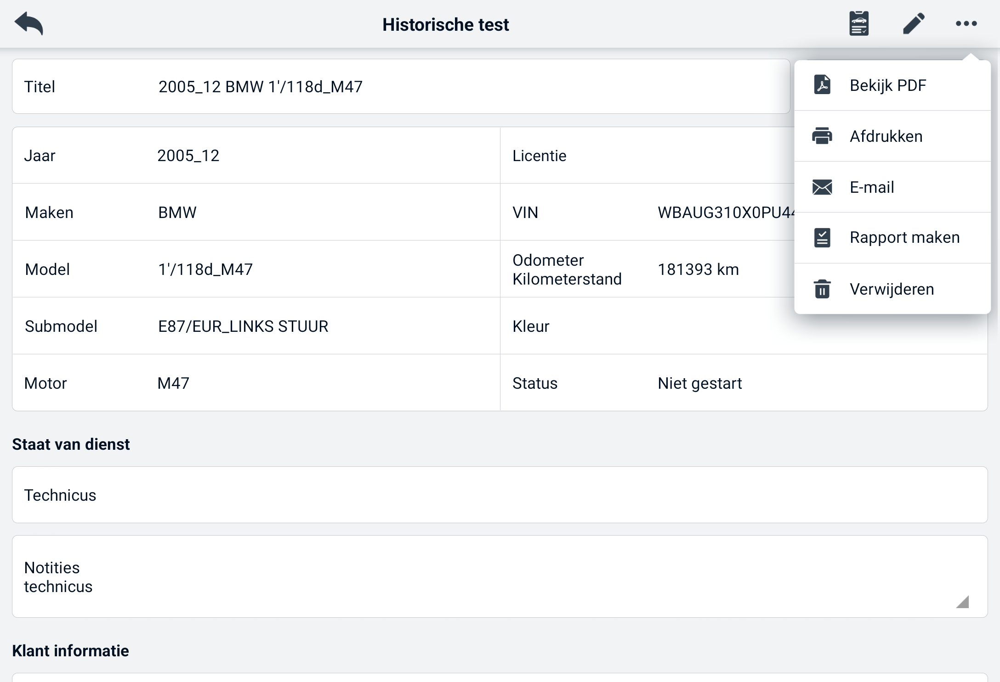 Historische test
Titel 2005_12 BMW 1'/118d_M47
Bekijk PDF
Afdrukken
E-mail
Rapport maken
Verwijderen
Jaar 2005_12
Licentie
Maken BMW
VIN WBAUG310X0PU4
Model 1'/118d_M47
Odometer
Kilometerstand
181393 km
Submodel E87/EUR_LINKS STUUR
Kleur
Motor M47
Status Niet gestart
Staat van dienst
Technicus
Notities
technicus
Klant informatie